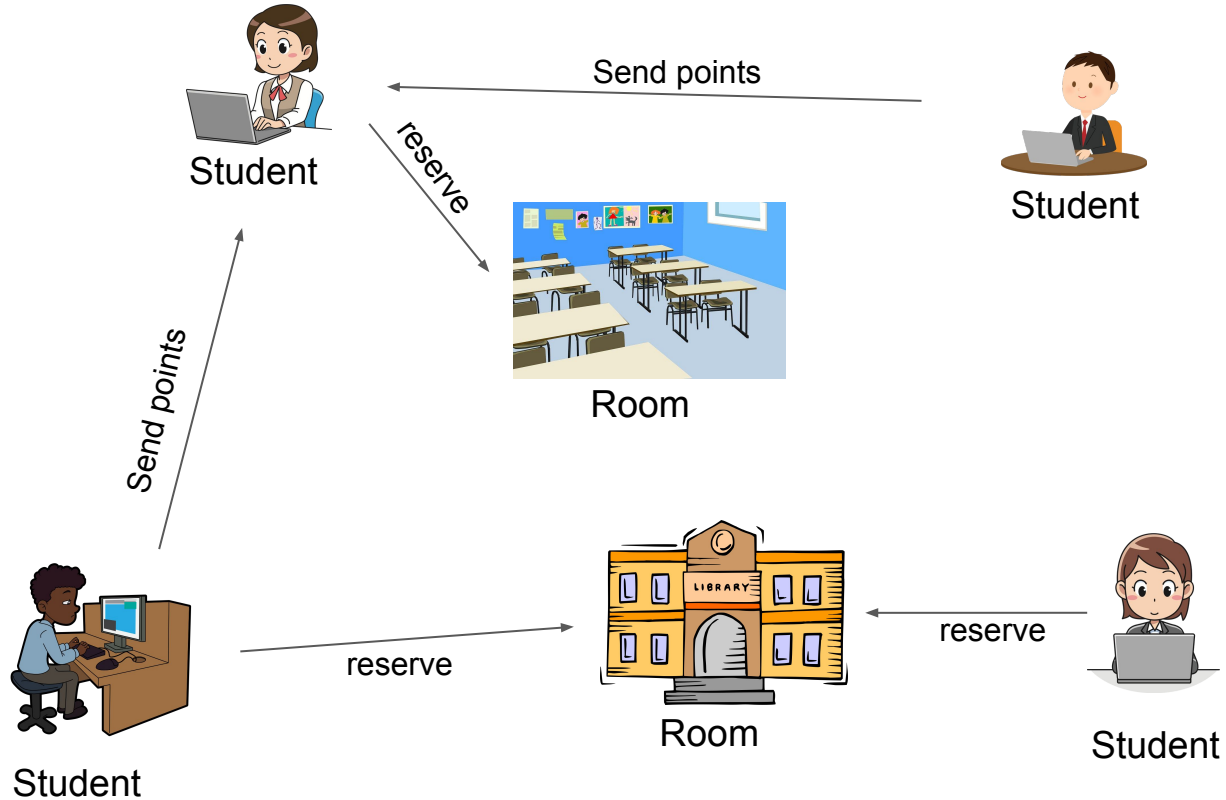 Send points
Student
reserve
Student
Room
Send points
LIBRARY
reserve
reserve
Room
Student
Student